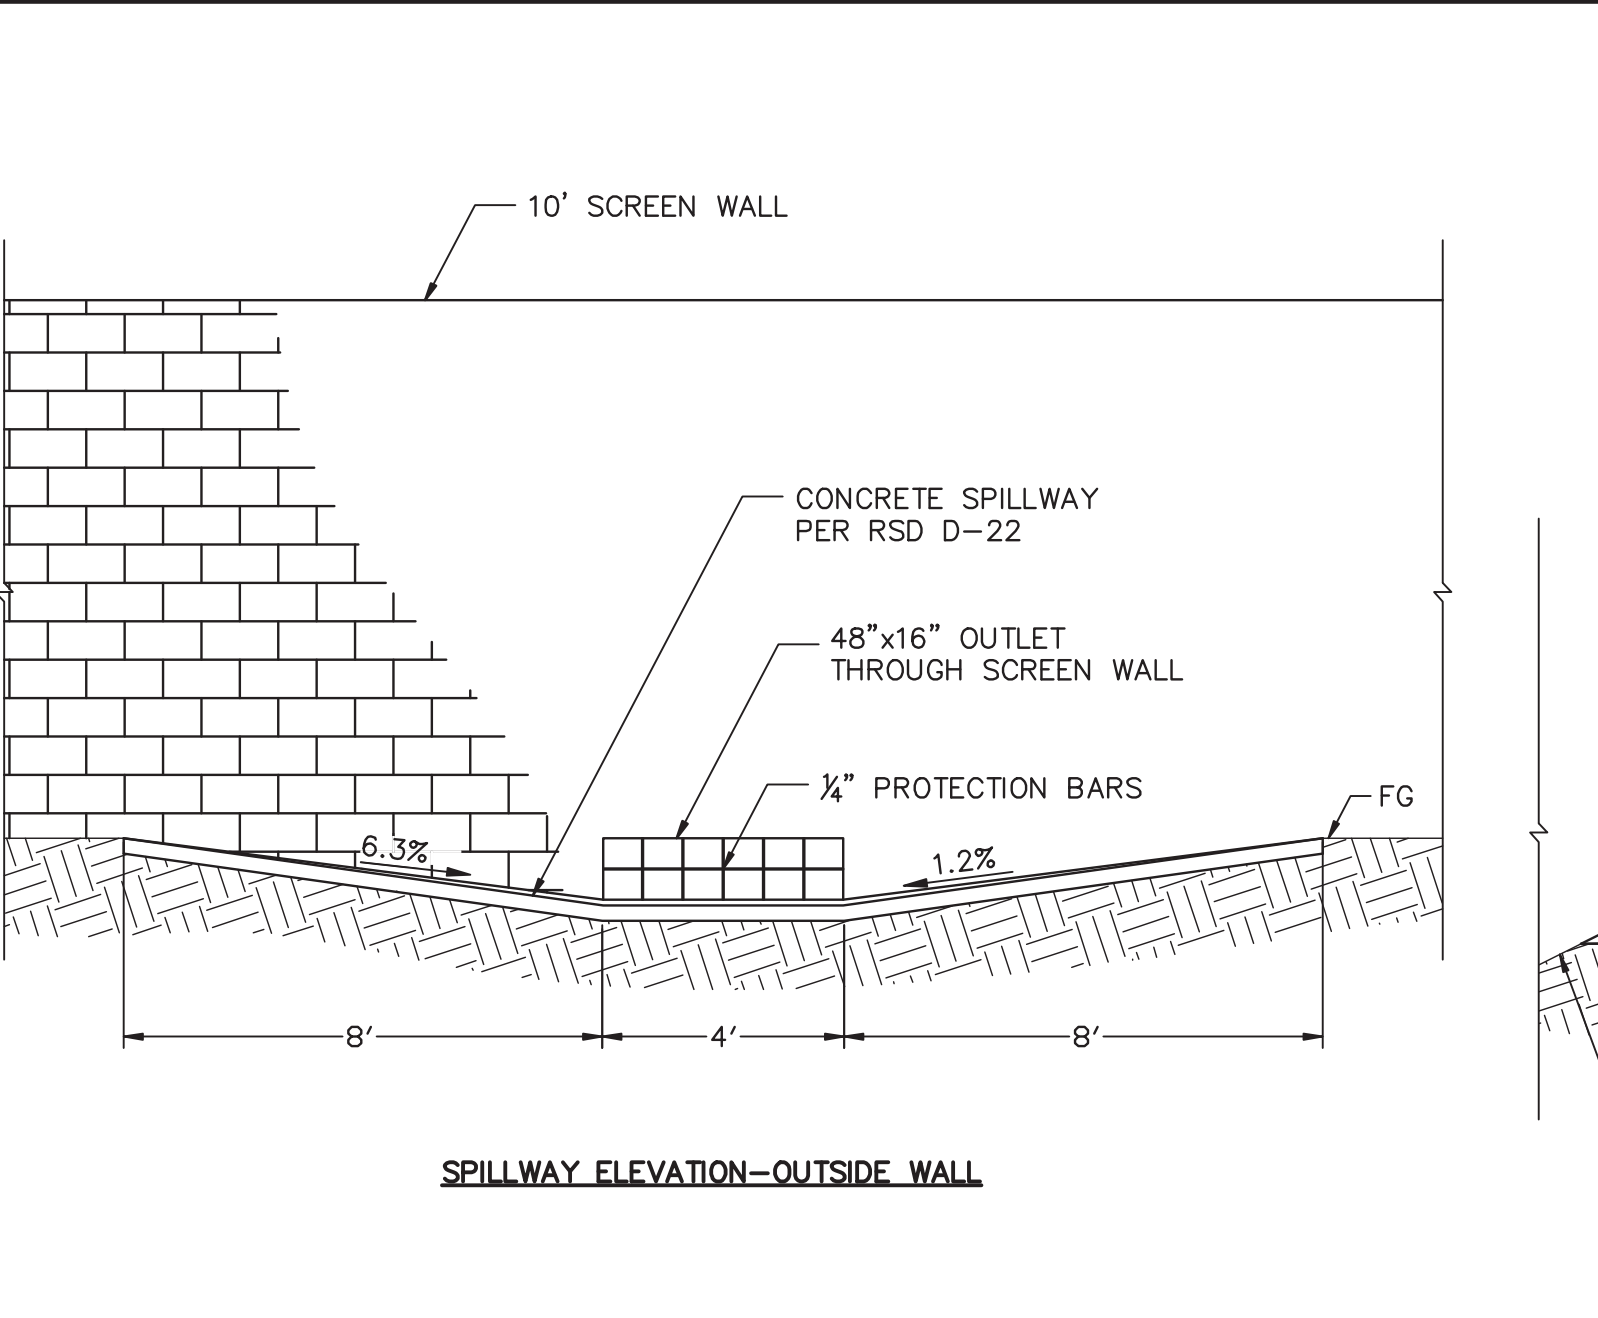 10' SCREEN WALL
CONCRETE SPILLWAY
PER RSD D-22
48"x16" OUTLET
THROUGH SCREEN WALL
¼" PROTECTION BARS
FG
6.3%
1.2%
8'
4'
8'
SPILLWAY ELEVATION-OUTSIDE WALL